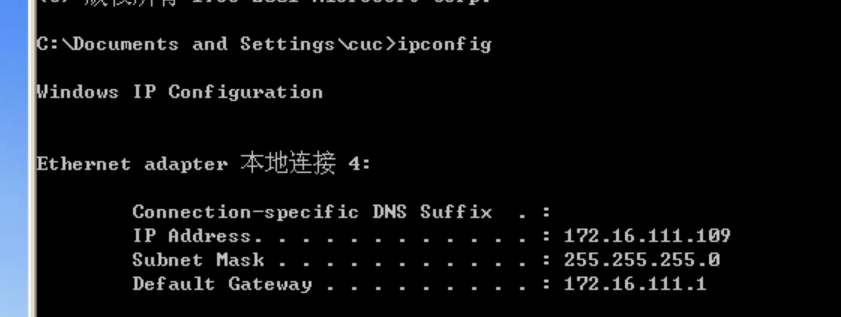 C:\Documents and Settings\cuc>ipconfig
Windows IP Configuration
Ethernet adapter 本地连接 4:
Connection-specific DNS Suffix . :
IP Address. . . . . . . . . . . . : 172.16.111.109
Subnet Mask . . . . . . . . . . . : 255.255.255.0
Default Gateway . . . . . . . . . : 172.16.111.1